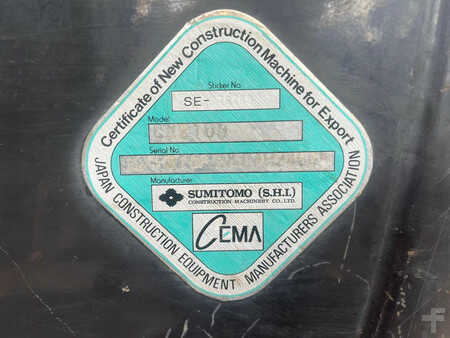 Certificate of New Construction Machine for Export
Sticker No.
SE-
Model
Serial No.
Manufacturer
SUMITOMO (S.H.I.)
CONSTRUCTION MACHINERY CO., LTD.
CEMA
JAPAN CONSTRUCTION EQUIPMENT MANUFACTURERS ASSOCIATION